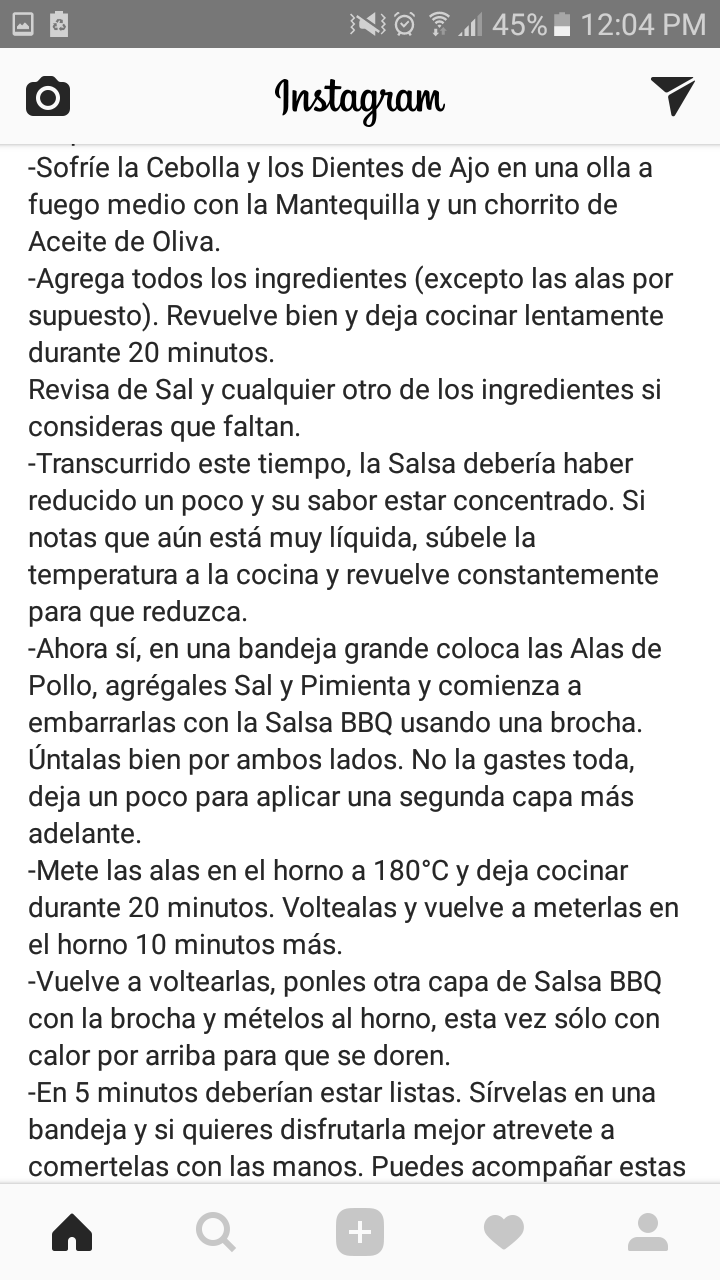 45% 12:04 PM
Instagram
-Sofríe la Cebolla y los Dientes de Ajo en una olla a
fuego medio con la Mantequilla y un chorrito de
Aceite de Oliva.
-Agrega todos los ingredientes (excepto las alas por
supuesto). Revuelve bien y deja cocinar lentamente
durante 20 minutos.
Revisa de Sal y cualquier otro de los ingredientes si
consideras que faltan.
-Transcurrido este tiempo, la Salsa debería haber
reducido un poco y su sabor estar concentrado. Si
notas que aún está muy líquida, súbele la
temperatura a la cocina y revuelve constantemente
para que reduzca.
-Ahora sí, en una bandeja grande coloca las Alas de
Pollo, agrégales Sal y Pimienta y comienza a
embarrarlas con la Salsa BBQ usando una brocha.
Úntalas bien por ambos lados. No la gastes toda,
deja un poco para aplicar una segunda capa más
adelante.
-Mete las alas en el horno a 180°C y deja cocinar
durante 20 minutos. Voltealas y vuelve a meterlas en
el horno 10 minutos más.
-Vuelve a voltearlas, ponles otra capa de Salsa BBQ
con la brocha y mételos al horno, esta vez sólo con
calor por arriba para que se doren.
-En 5 minutos deberían estar listas. Sírvelas en una
bandeja y si quieres disfrutarla mejor atrevete a
comertelas con las manos. Puedes acompañar estas